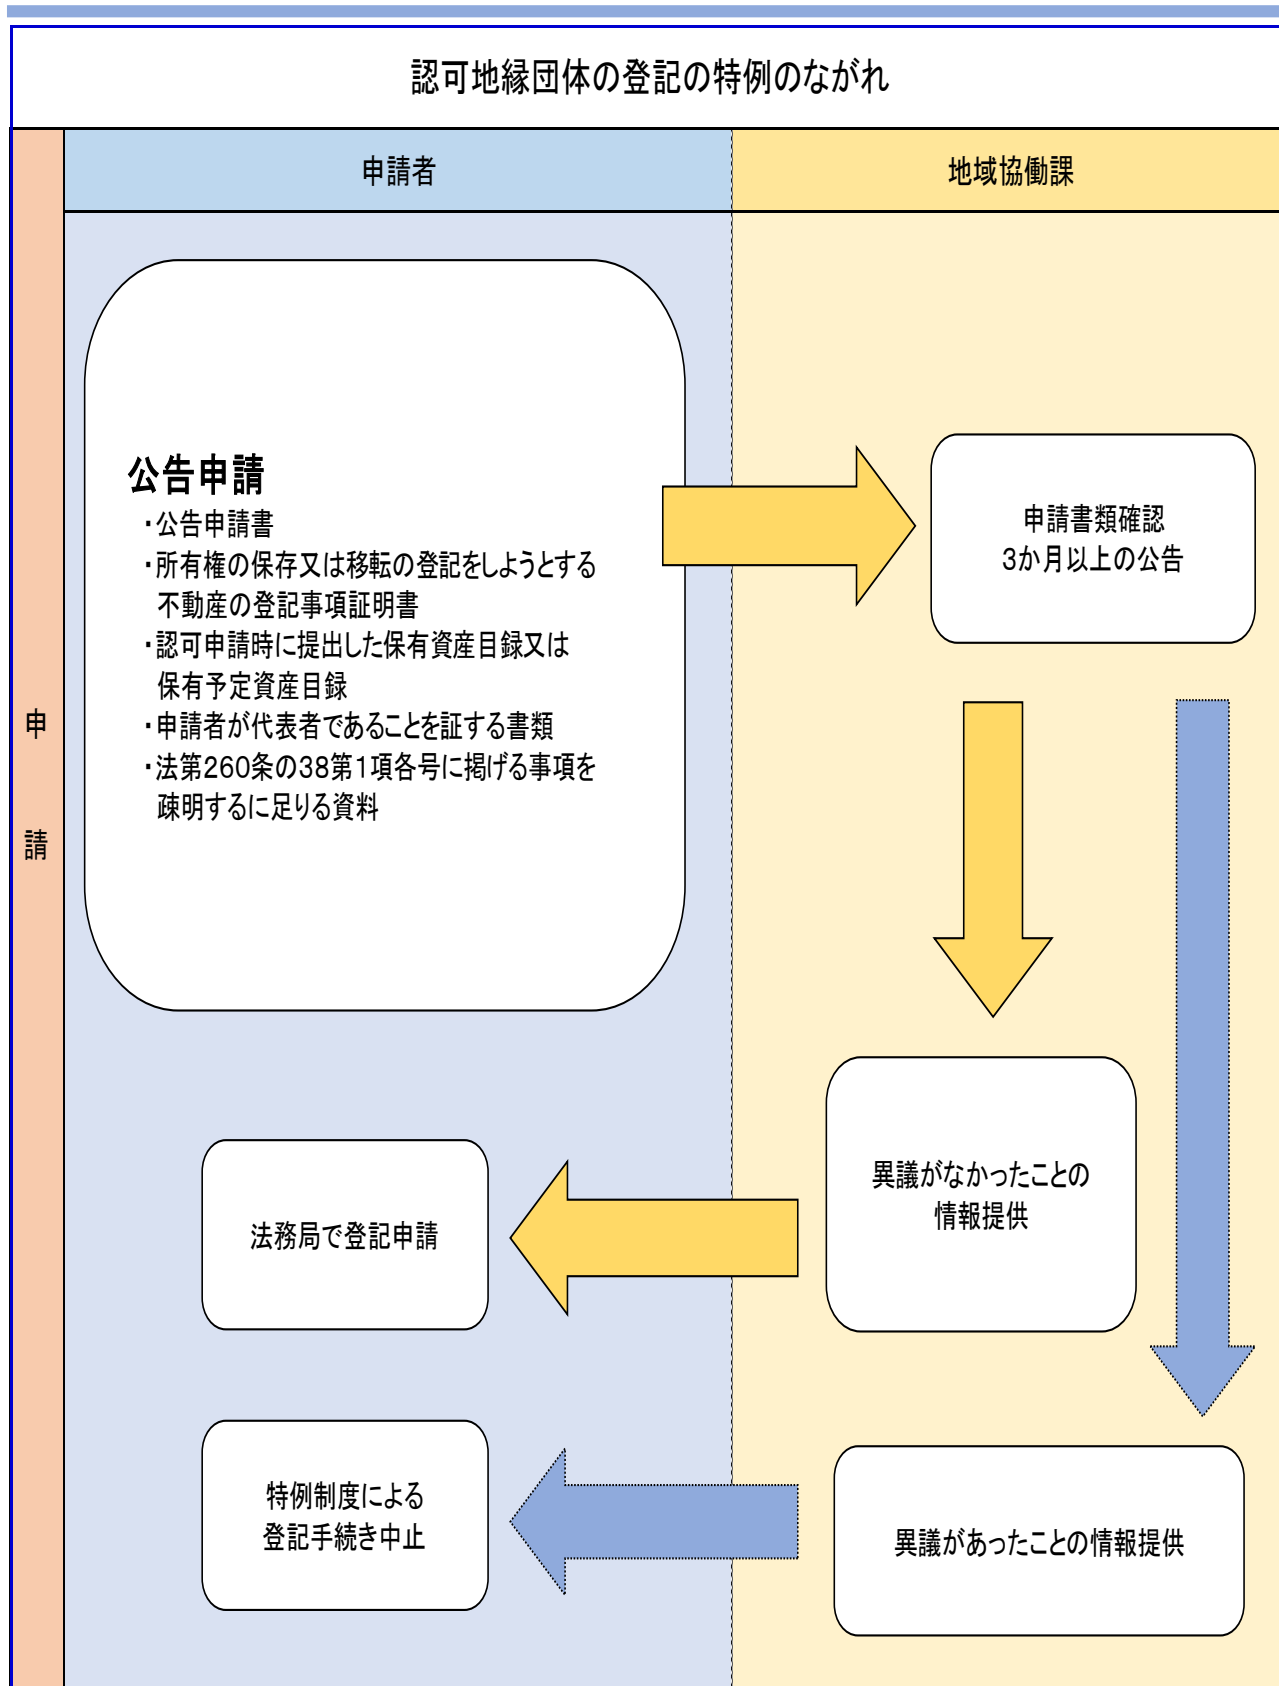 認可地縁団体の登記の特例のながれ
申請者
地域協働課
申
請
公告申請
・公告申請書
・所有権の保存又は移転の登記をしようとする
不動産の登記事項証明書
・認可申請時に提出した保有資産目録又は
保有予定資産目録
・申請者が代表者であることを証する書類
・法第260条の38第1項各号に掲げる事項を
疎明するに足りる資料
申請書類確認
3か月以上の公告
異議がなかったことの
情報提供
法務局で登記申請
特例制度による
登記手続き中止
異議があったことの情報提供